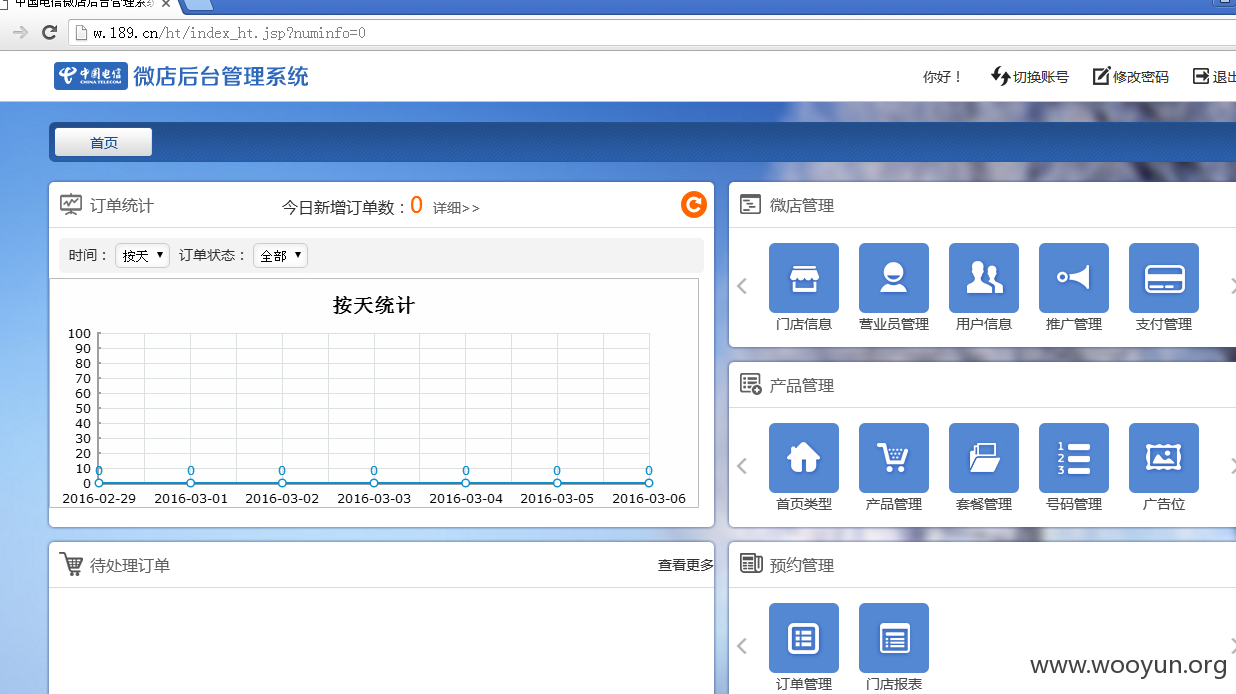 中国电信微店后台管理系统
w.189.cn/ht/index_ht.jsp?numinfo=0
中国电信 CHINA TELECOM 微店后台管理系统 你好！ 切换账号 修改密码 退出
首页
订单统计 今日新增订单数：0 详细>>
时间： 按天 订单状态： 全部
按天统计
100
90
80
70
60
50
40
30
20
10
0
0 0 0 0 0 0 0
2016-02-29 2016-03-01 2016-03-02 2016-03-03 2016-03-04 2016-03-05 2016-03-06
待处理订单 查看更多
微店管理
门店信息 营业员管理 用户信息 推广管理 支付管理
产品管理
1
2
3
首页类型 产品管理 套餐管理 号码管理 广告位
预约管理
订单管理 门店报表
www.wooyun.org